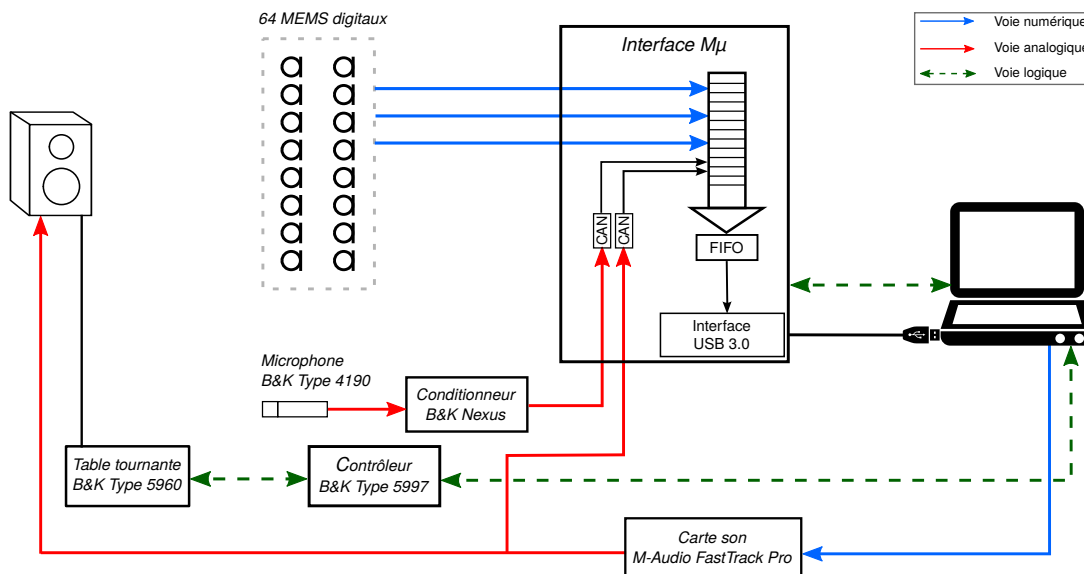 64 MEMS digitaux
Interface Mµ
Voie numérique
Voie analogique
Voie logique
CAN
CAN
FIFO
Interface
USB 3.0
Microphone
B&K Type 4190
Conditionneur
B&K Nexus
Table tournante
B&K Type 5960
Contrôleur
B&K Type 5997
Carte son
M-Audio FastTrack Pro